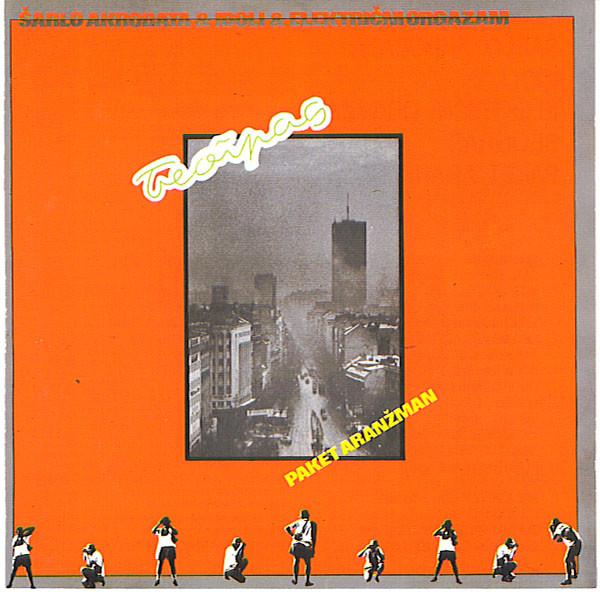 ŠARLO AKROBATA & IDOLI & ELEKTRIČNI ORGAZAM
Београд
PAKET ARANŽMAN